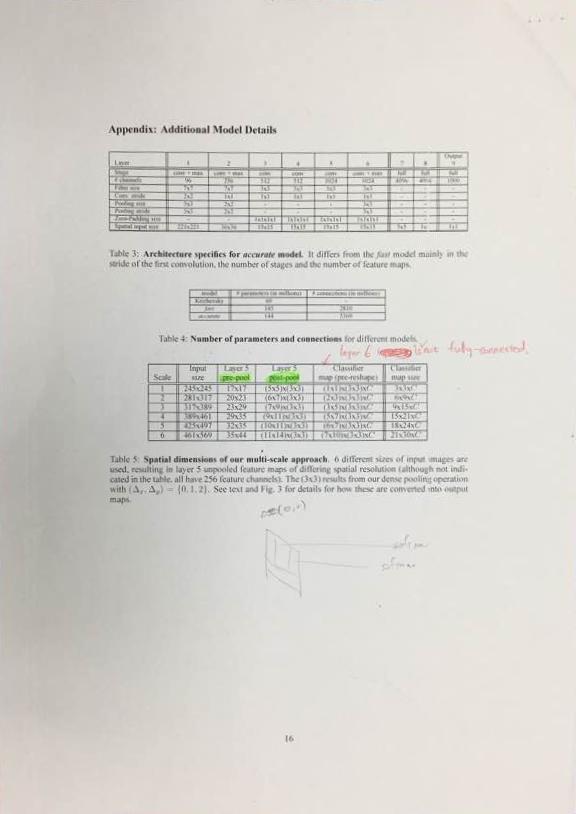 Appendix: Additional Model Details
Output
Layer 1 2 3 4 5 6 7 8 9
Stage conv + max conv + max conv conv conv conv + max full full full
# channels 96 256 512 512 1024 1024 4096 4096 1000
Filter size 7x7 7x7 3x3 3x3 3x3 3x3 - - -
Conv. stride 2x2 1x1 1x1 1x1 1x1 1x1 - - -
Pooling size 3x3 2x2 - - - 3x3 - - -
Pooling stride 3x3 2x2 - - - 3x3 - - -
Zero-Padding size - - 1x1x1x1 1x1x1x1 1x1x1x1 1x1x1x1 - - -
Spatial input size 221x221 36x36 15x15 15x15 15x15 15x15 5x5 1x1 1x1
Table 3: Architecture specifics for accurate model. It differs from the fast model mainly in the
stride of the first convolution, the number of stages and the number of feature maps.
model # parameters (in millions) # connections (in millions)
Krizhevsky 60 -
fast 145 2810
accurate 144 5369
Table 4: Number of parameters and connections for different models.
layer 6 is not fully-connected.
Input Layer 5 Layer 5 Classifier Classifier
Scale size pre-pool post-pool map (pre-reshape) map size
1 245x245 17x17 (5x5)x(3x3) (1x1)x(3x3)xC 3x3xC
2 281x317 20x23 (6x7)x(3x3) (2x3)x(3x3)xC 6x9xC
3 317x389 23x29 (7x9)x(3x3) (3x5)x(3x3)xC 9x15xC
4 389x461 29x35 (9x11)x(3x3) (5x7)x(3x3)xC 15x21xC
5 425x497 32x35 (10x11)x(3x3) (6x7)x(3x3)xC 18x24xC
6 461x569 35x44 (11x14)x(3x3) (7x10)x(3x3)xC 21x30xC
Table 5: Spatial dimensions of our multi-scale approach. 6 different sizes of input images are
used, resulting in layer 5 unpooled feature maps of differing spatial resolution (although not indi-
cated in the table, all have 256 feature channels). The (3x3) results from our dense pooling operation
with (Δx, Δy) = {0, 1, 2}. See text and Fig. 3 for details for how these are converted into output
maps.
16